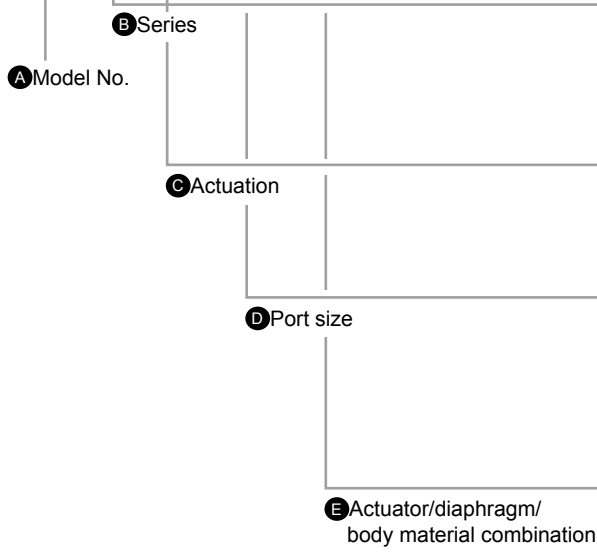 B Series
A Model No.
C Actuation
D Port size
E Actuator/diaphragm/
body material combination